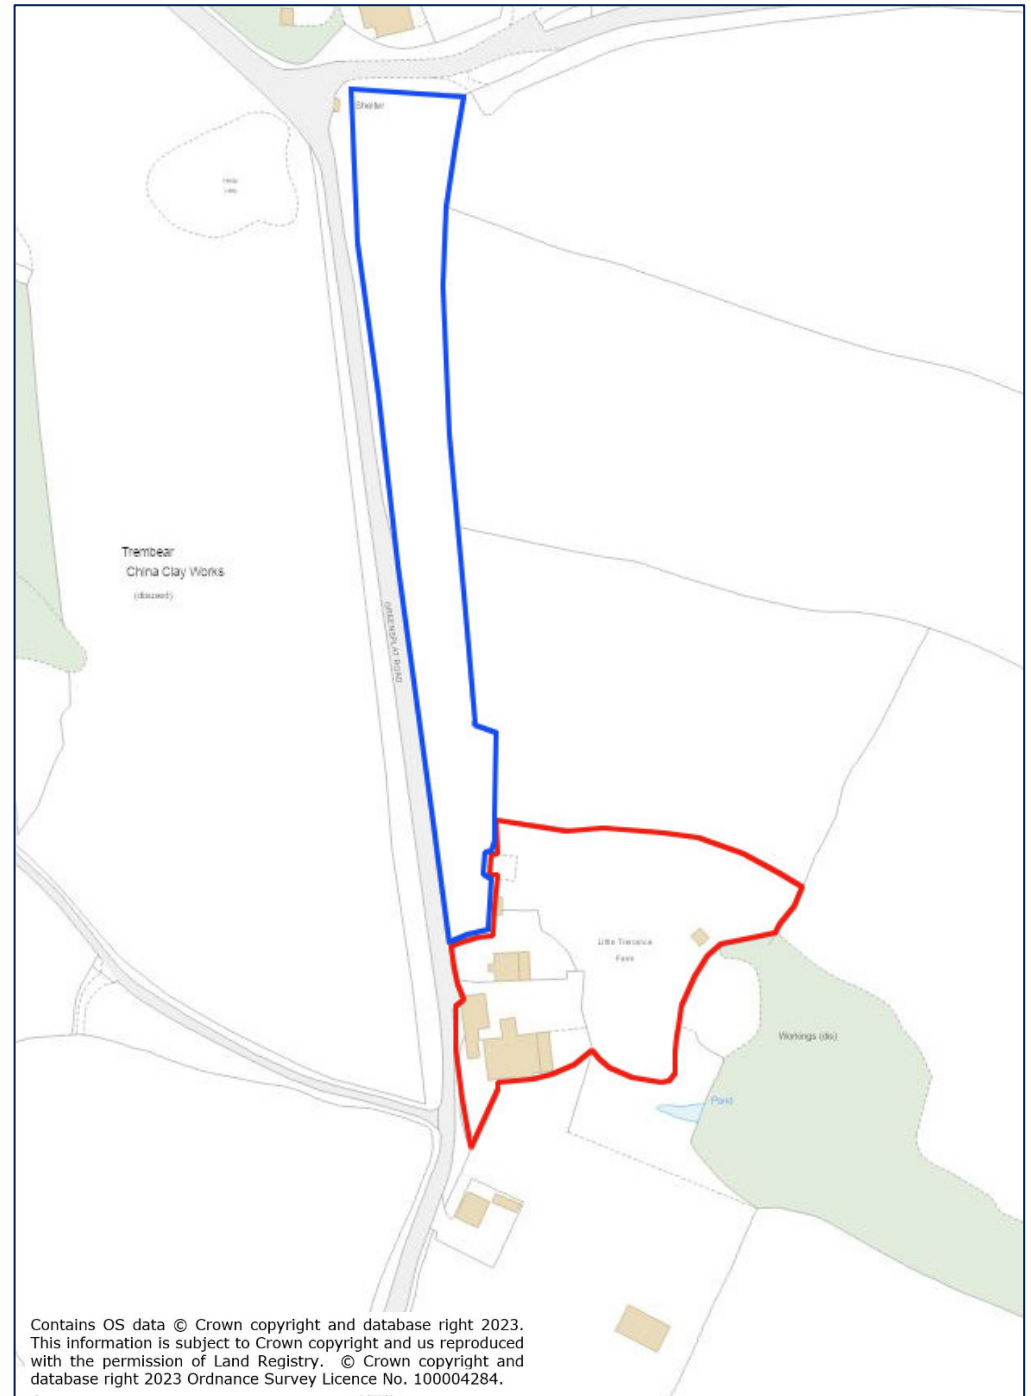 Shelter
Trembear
China Clay Works
(disused)
GREENSPLAT ROAD
Little Trerance
Farm
Workings (dis)
Pond
Contains OS data © Crown copyright and database right 2023.
This information is subject to Crown copyright and us reproduced
with the permission of Land Registry. © Crown copyright and
database right 2023 Ordnance Survey Licence No. 100004284.